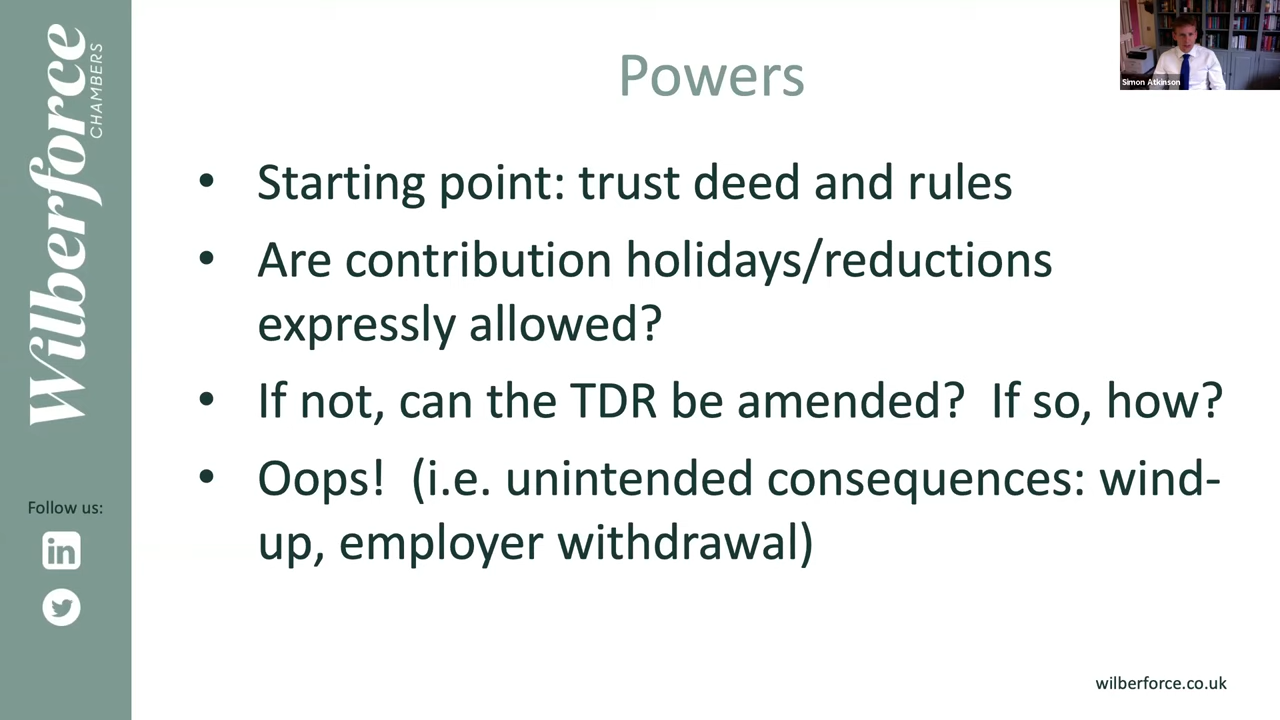 Wilberforce
CHAMBERS
Follow us:
in
Powers
• Starting point: trust deed and rules
• Are contribution holidays/reductions
expressly allowed?
• If not, can the TDR be amended?  If so, how?
• Oops!  (i.e. unintended consequences: wind-
up, employer withdrawal)
Simon Atkinson
wilberforce.co.uk